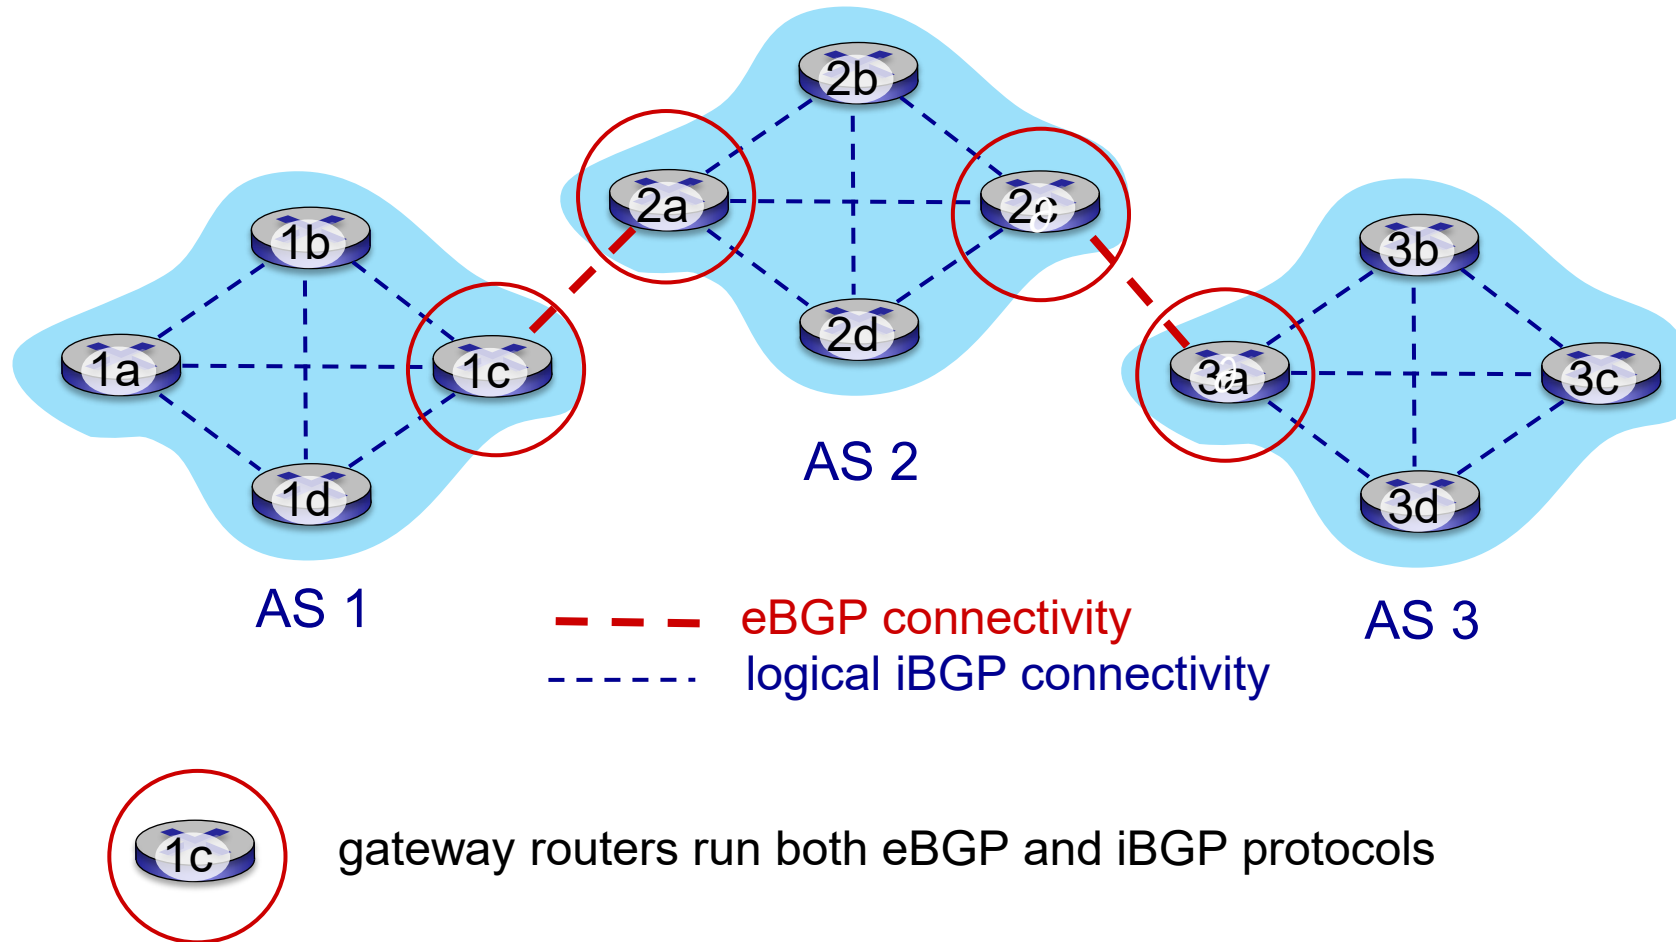 2b
2a
2c
1b
3b
2d
1a
1c
3a
3c
AS 2
1d
3d
AS 1
eBGP connectivity
AS 3
logical iBGP connectivity
1c
gateway routers run both eBGP and iBGP protocols